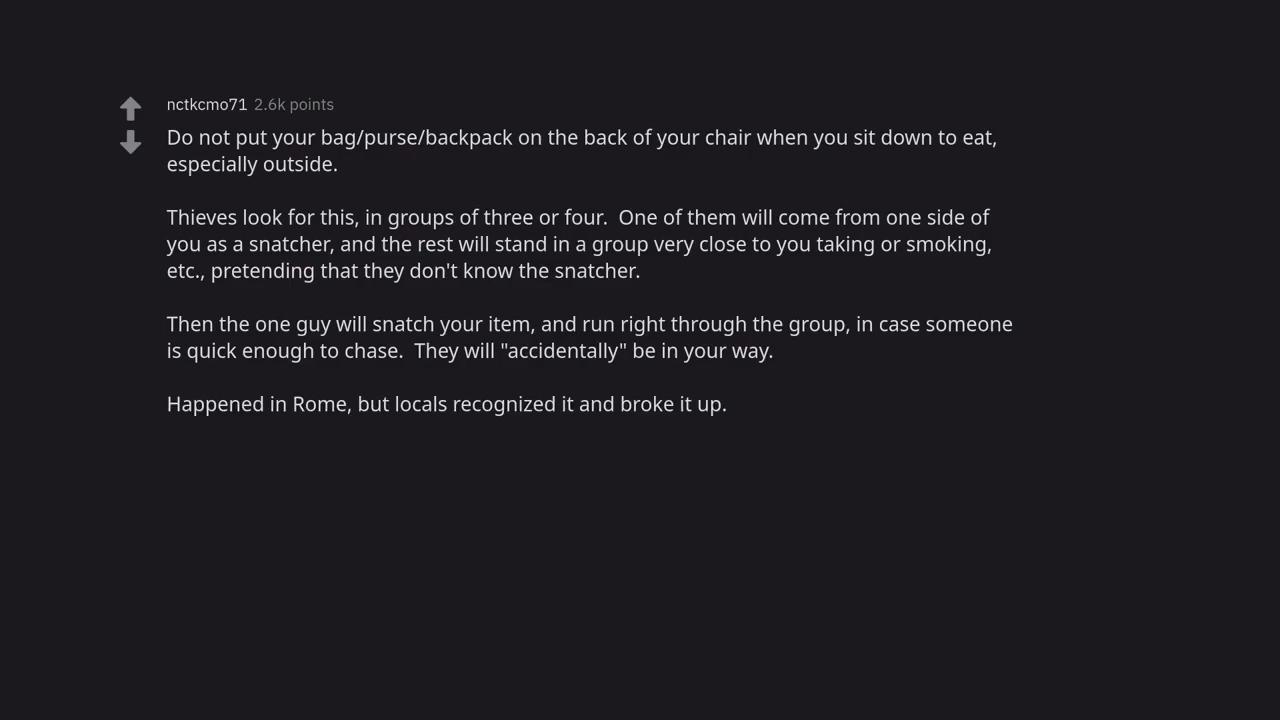 nctkcmo71 2.6k points
Do not put your bag/purse/backpack on the back of your chair when you sit down to eat,
especially outside.
Thieves look for this, in groups of three or four.  One of them will come from one side of
you as a snatcher, and the rest will stand in a group very close to you taking or smoking,
etc., pretending that they don't know the snatcher.
Then the one guy will snatch your item, and run right through the group, in case someone
is quick enough to chase.  They will "accidentally" be in your way.
Happened in Rome, but locals recognized it and broke it up.